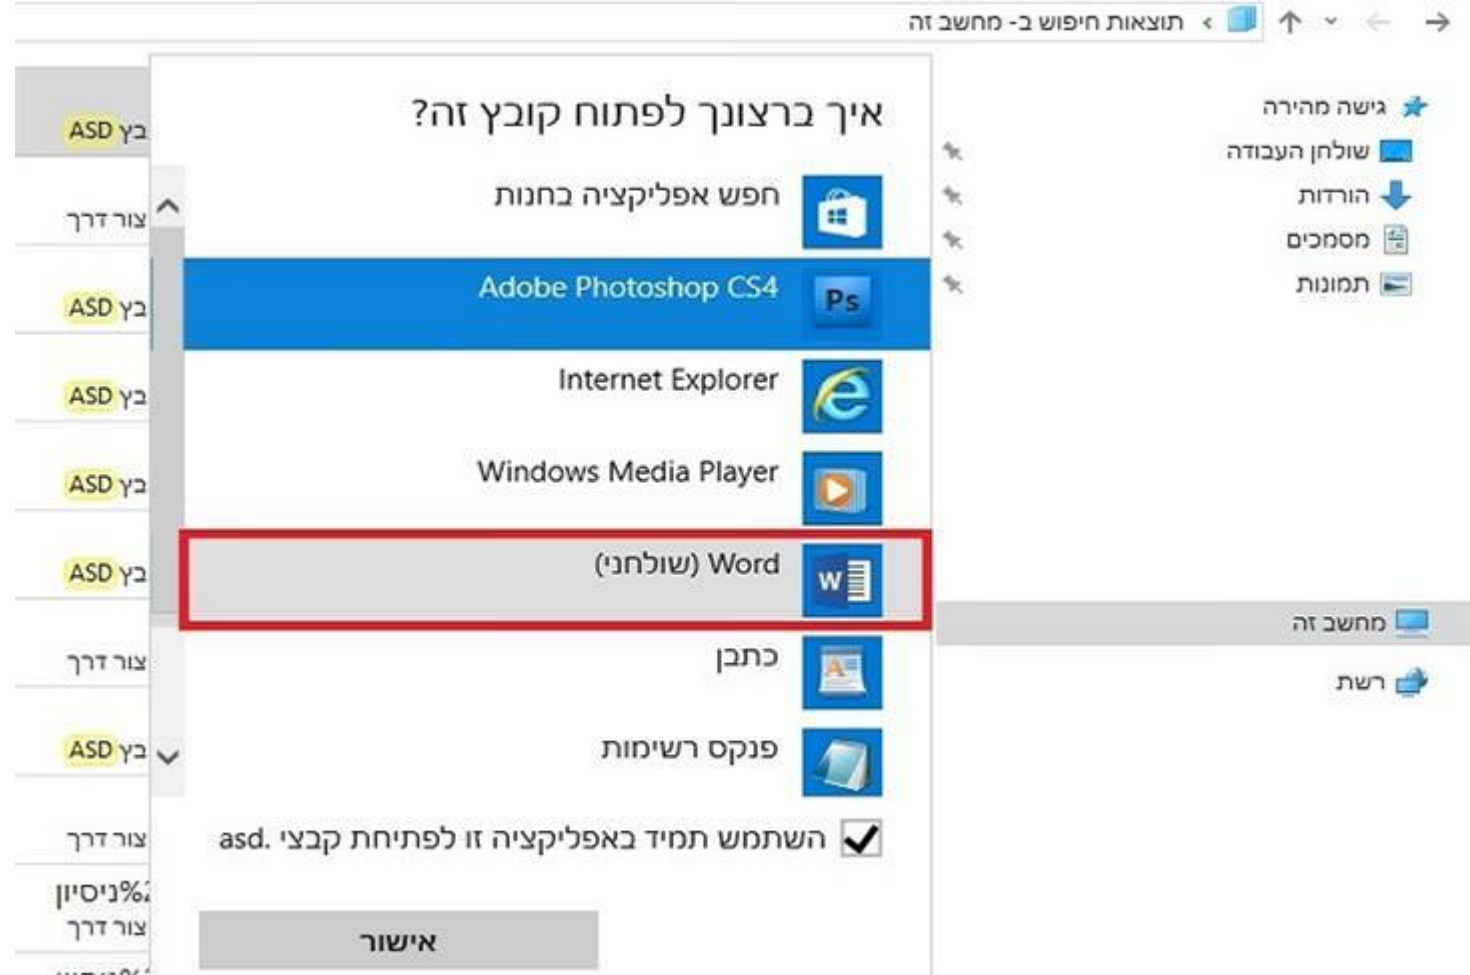 תוצאות חיפוש ב- מחשב זה
גישה מהירה
שולחן העבודה
הורדות
מסמכים
תמונות
מחשב זה
רשת
איך ברצונך לפתוח קובץ זה?
חפש אפליקציה בחנות
Adobe Photoshop CS4
Ps
Internet Explorer
Windows Media Player
Word (שולחני)
כתבן
פנקס רשימות
השתמש תמיד באפליקציה זו לפתיחת קבצי .asd
אישור
בץ ASD
צור דרך
בץ ASD
בץ ASD
בץ ASD
בץ ASD
צור דרך
בץ ASD
צור דרך
%ניסיון
צור דרך